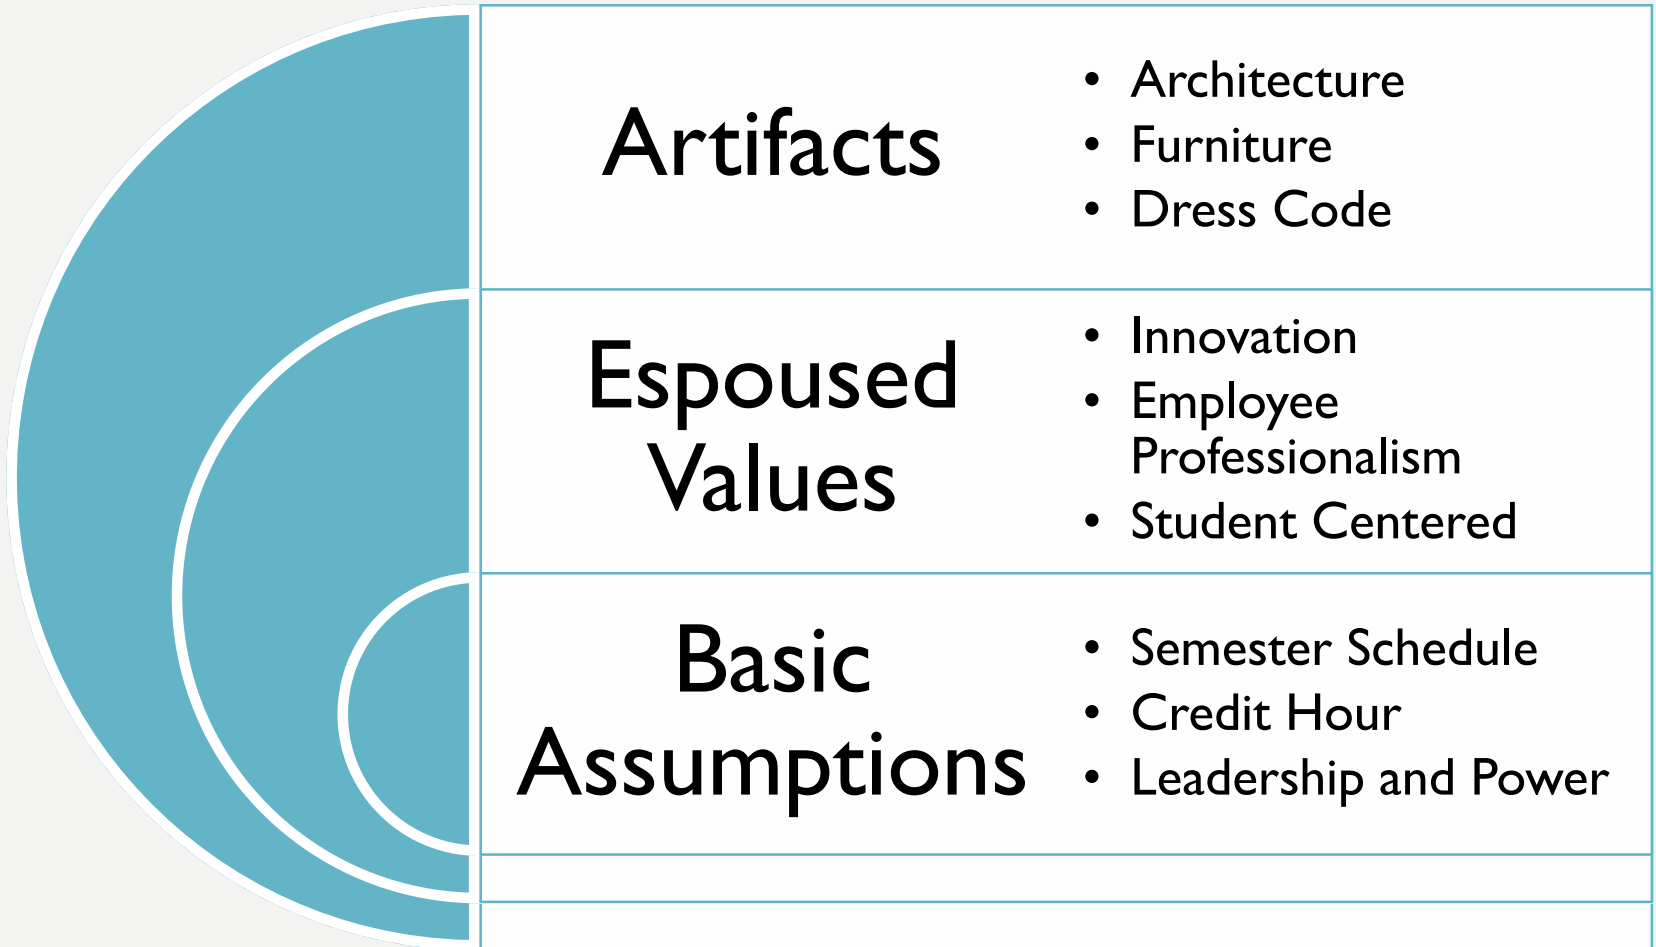 Artifacts
• Architecture
• Furniture
• Dress Code
Espoused
Values
• Innovation
• Employee
Professionalism
• Student Centered
Basic
Assumptions
• Semester Schedule
• Credit Hour
• Leadership and Power